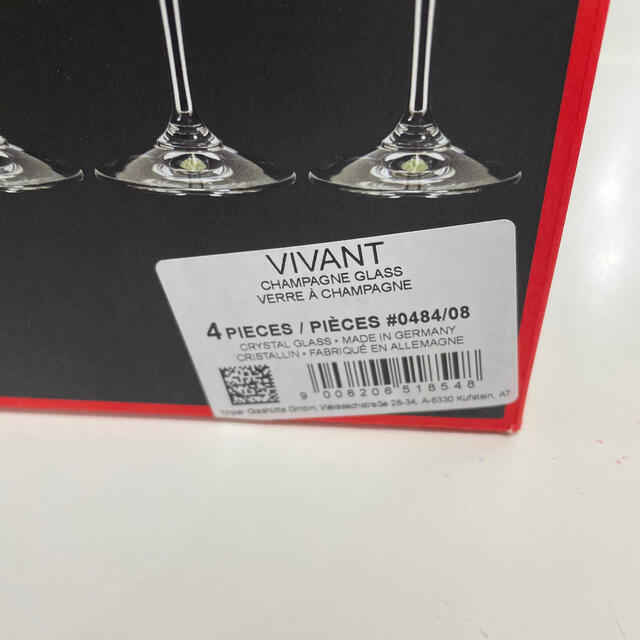 VIVANT
CHAMPAGNE GLASS
VERRE À CHAMPAGNE
4 PIECES / PIÈCES #0484/08
CRYSTAL GLASS • MADE IN GERMANY
CRISTALLIN • FABRIQUÉ EN ALLEMAGNE
9 008206 518548
Tiroler Glashütte GmbH, Weissachstraße 28-34, A-6330 Kufstein, AT